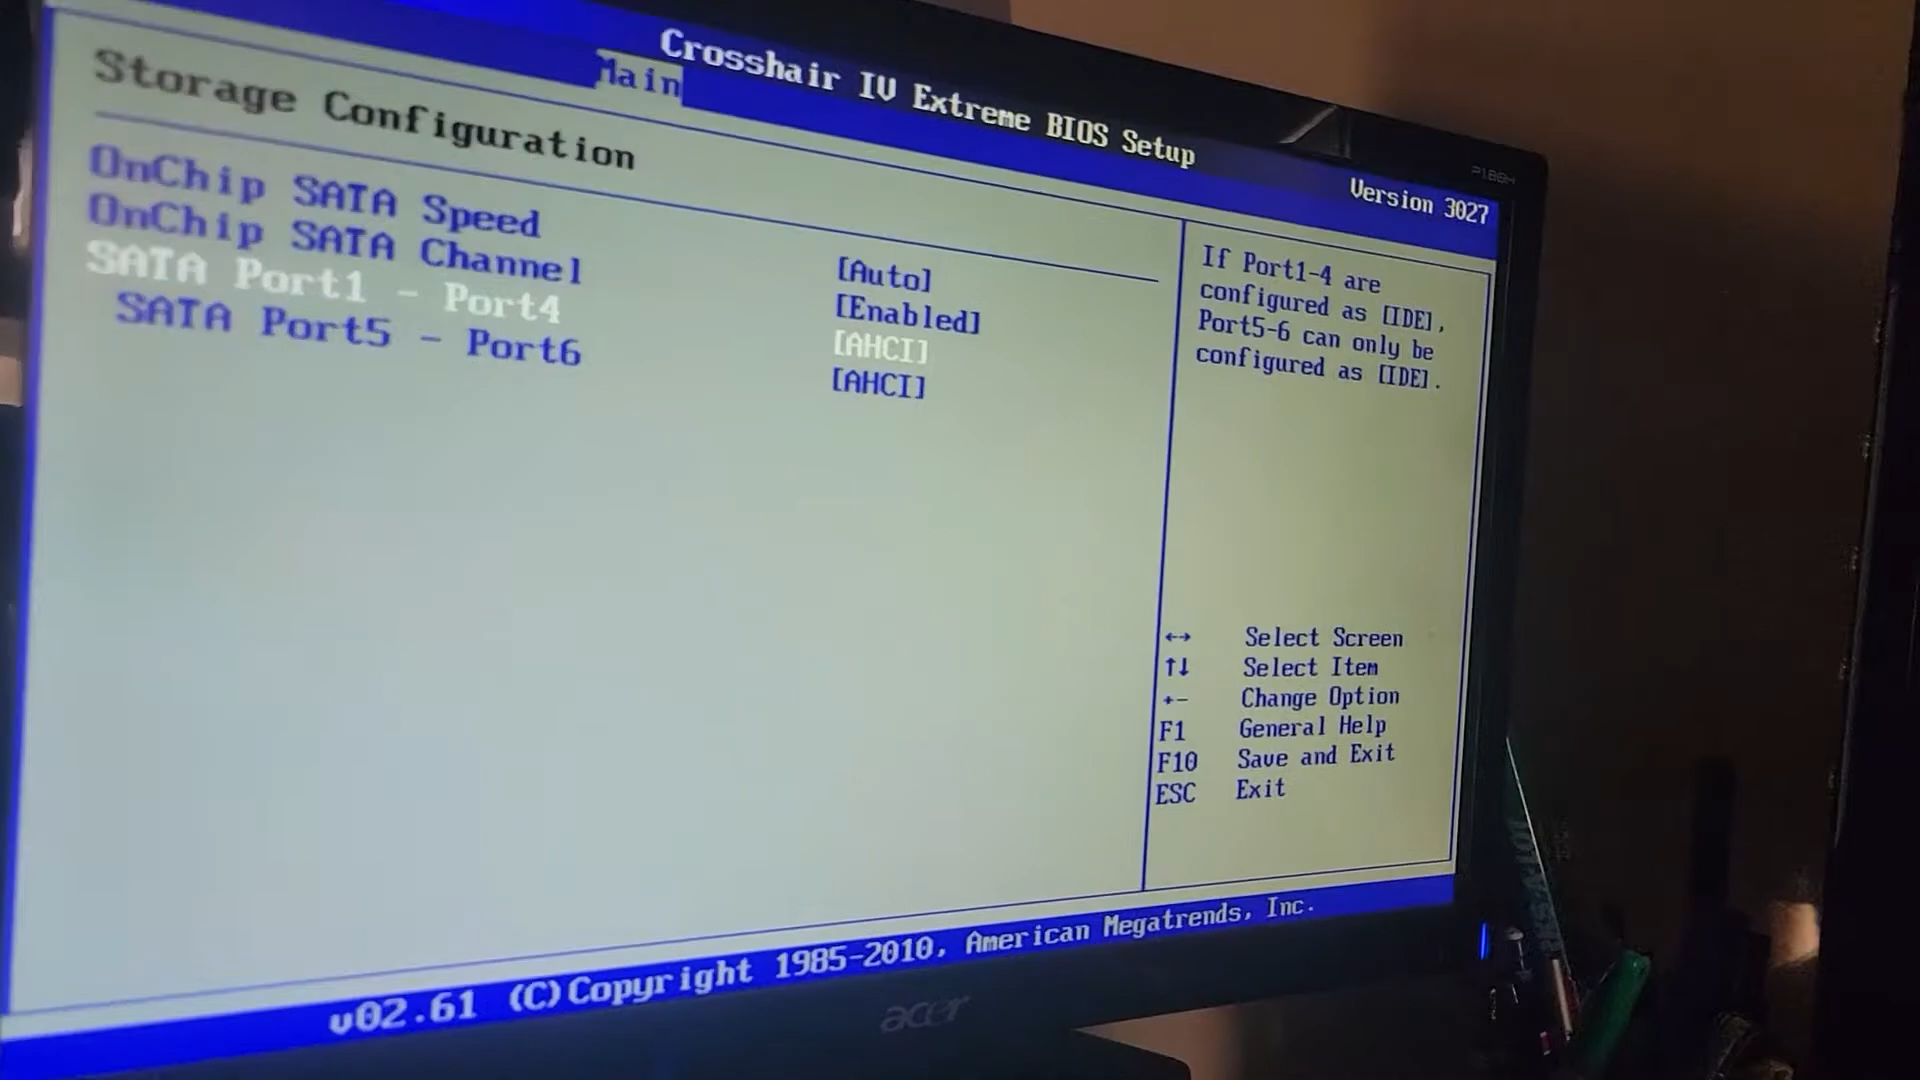 Crosshair IV Extreme BIOS Setup
Version 3027
Main
Storage Configuration
OnChip SATA Speed [Auto]
OnChip SATA Channel [Enabled]
SATA Port1 - Port4 [AHCI]
SATA Port5 - Port6 [AHCI]
If Port1-4 are
configured as [IDE],
Port5-6 can only be
configured as [IDE].
↔ Select Screen
↑↓ Select Item
+- Change Option
F1 General Help
F10 Save and Exit
ESC Exit
v02.61 (C)Copyright 1985-2010, American Megatrends, Inc.
acer